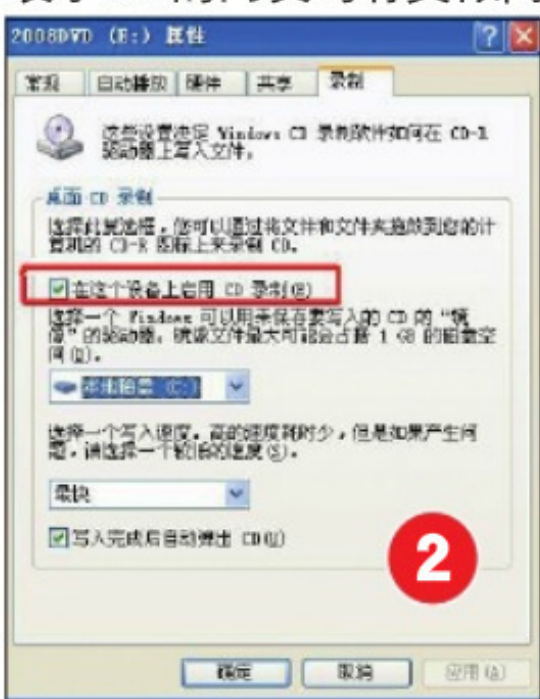 2008DVD (E:) 属性
常规 自动播放 硬件 共享 录制
这些设置决定 Windows CD 录制软件如何在 CD-R
驱动器上写入文件。
桌面 CD 录制
选择此复选框，您可以通过将文件和文件夹拖放到您的计
算机的 CD-R 图标上来录制 CD。
在这个设备上启用 CD 录制(E)
选择一个 Windows 可以用来保存要写入的 CD 的“镜
像”的驱动器。镜像文件最大可能会占据 1 GB 的磁盘空
间(D)。
本地磁盘 (C:)
选择一个写入速度。高的速度耗时少，但是如果产生问
题，请选择一个较低的速度(S)。
最快
写入完成后自动弹出 CD(U)
2
确定 取消 应用(A)